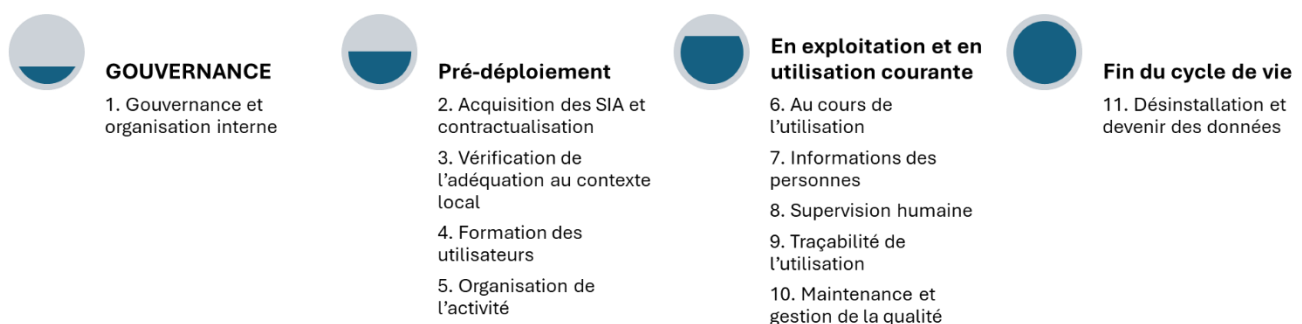 GOUVERNANCE
1. Gouvernance et
organisation interne
Pré-déploiement
2. Acquisition des SIA et
contractualisation
3. Vérification de
l’adéquation au contexte
local
4. Formation des
utilisateurs
5. Organisation de
l’activité
En exploitation et en
utilisation courante
6. Au cours de
l’utilisation
7. Informations des
personnes
8. Supervision humaine
9. Traçabilité de
l’utilisation
10. Maintenance et
gestion de la qualité
Fin du cycle de vie
11. Désinstallation et
devenir des données